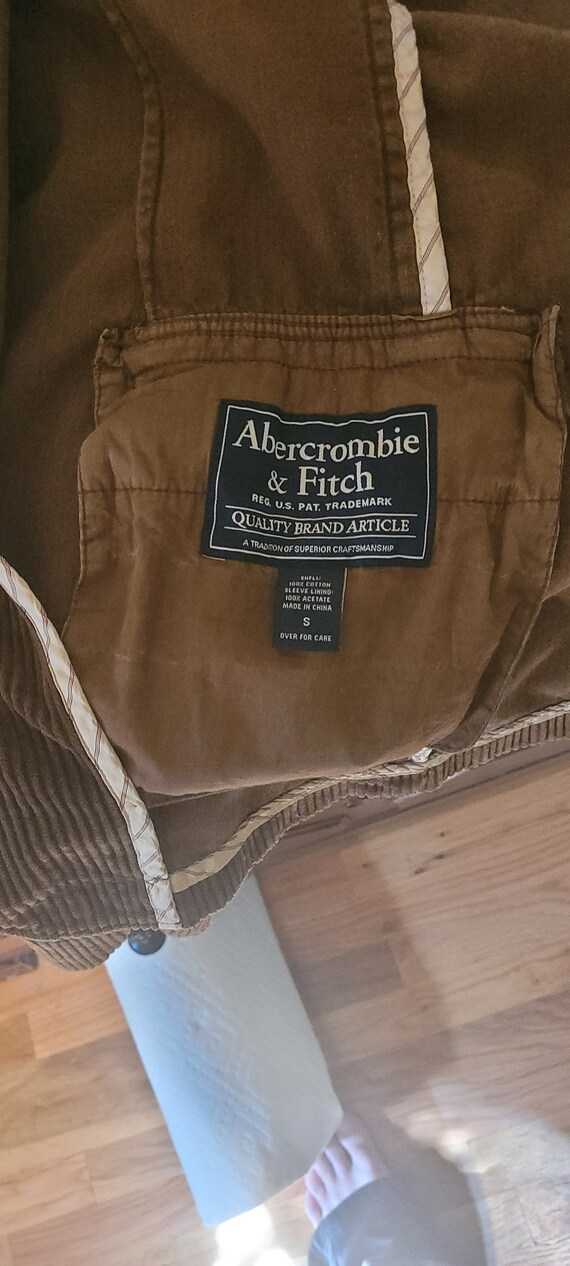 Abercrombie
& Fitch
REG. U.S. PAT. TRADEMARK
QUALITY BRAND ARTICLE
A TRADITION OF SUPERIOR CRAFTSMANSHIP
SHELL:
100% COTTON
SLEEVE LINING:
100% ACETATE
MADE IN CHINA
S
OVER FOR CARE